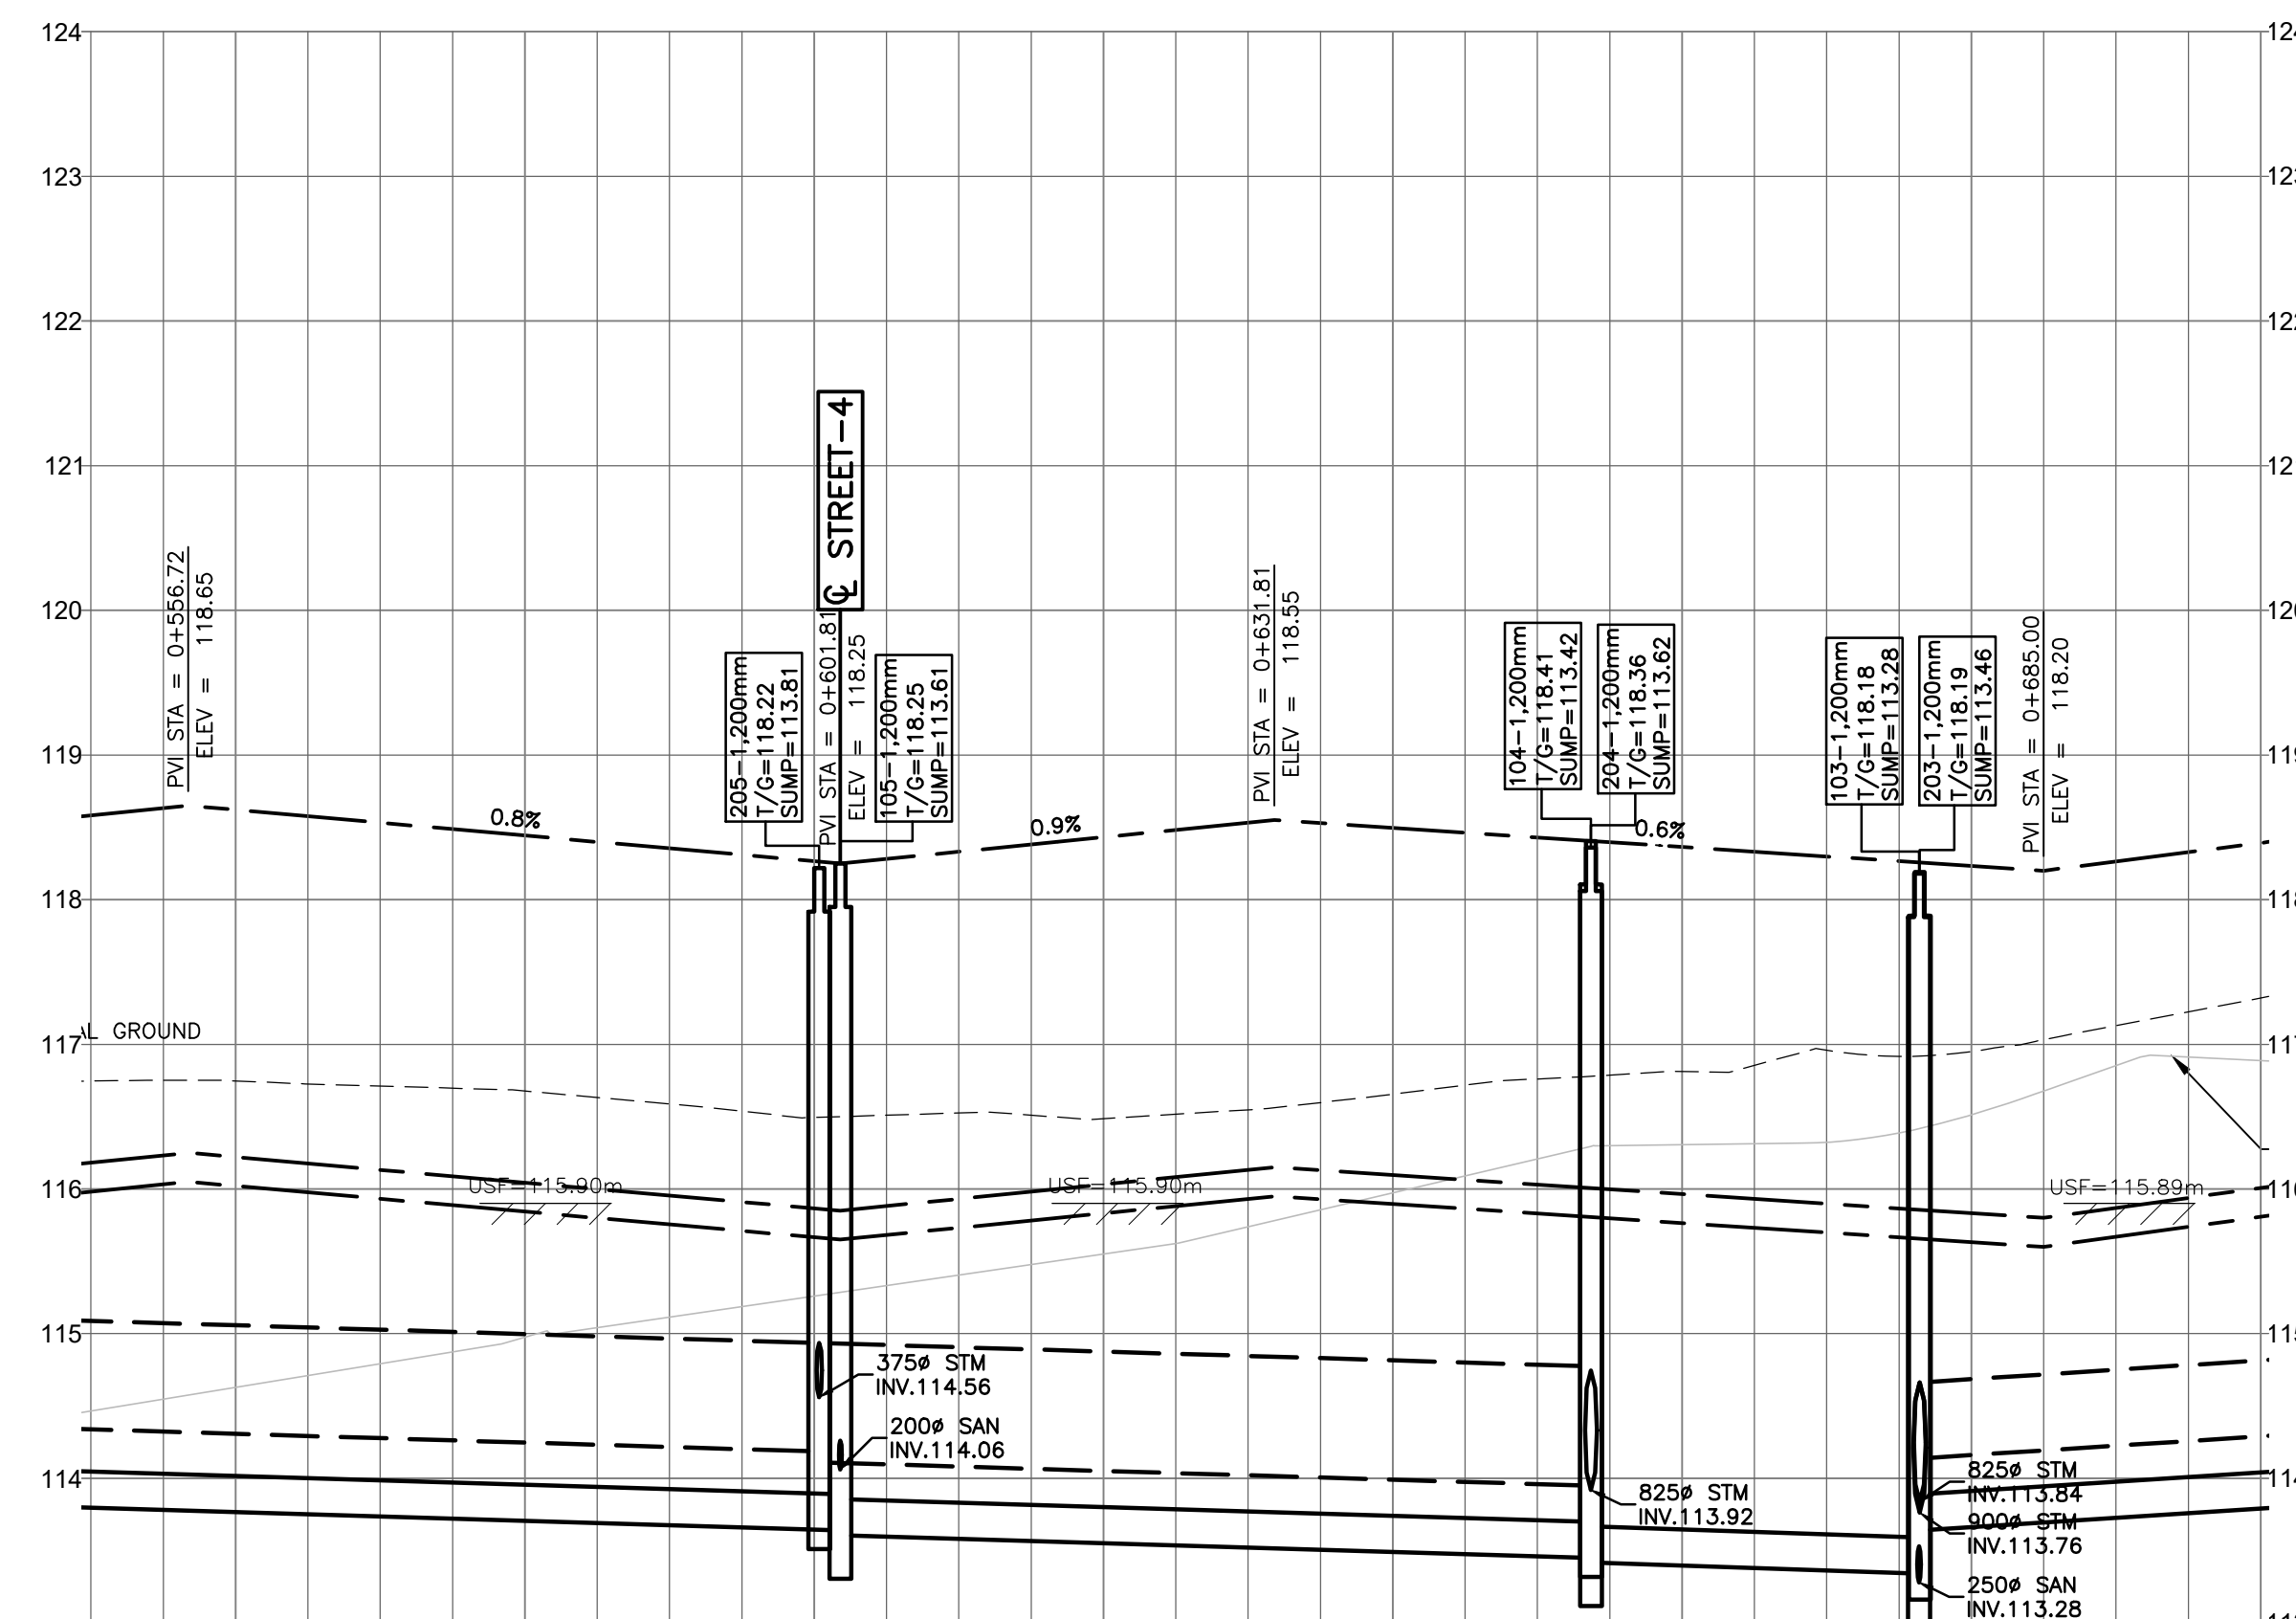 124
123
122
121
120
119
118
117
116
115
114
124
123
122
121
120
119
118
117
116
115
114
PVI STA = 0+556.72
ELEV = 118.65
0.8%
205-1,200mm
T/G=118.22
SUMP=113.81
℄ STREET-4
PVI STA = 0+601.81
ELEV = 118.25
105-1,200mm
T/G=118.25
SUMP=113.61
0.9%
PVI STA = 0+631.81
ELEV = 118.55
104-1,200mm
T/G=118.41
SUMP=113.42
204-1,200mm
T/G=118.36
SUMP=113.62
0.6%
103-1,200mm
T/G=118.18
SUMP=113.28
203-1,200mm
T/G=118.19
SUMP=113.46
PVI STA = 0+685.00
ELEV = 118.20
AL GROUND
USF=115.90m
USF=115.90m
USF=115.89m
375ø STM
INV.114.56
200ø SAN
INV.114.06
825ø STM
INV.113.92
825ø STM
INV.113.84
900ø STM
INV.113.76
250ø SAN
INV.113.28